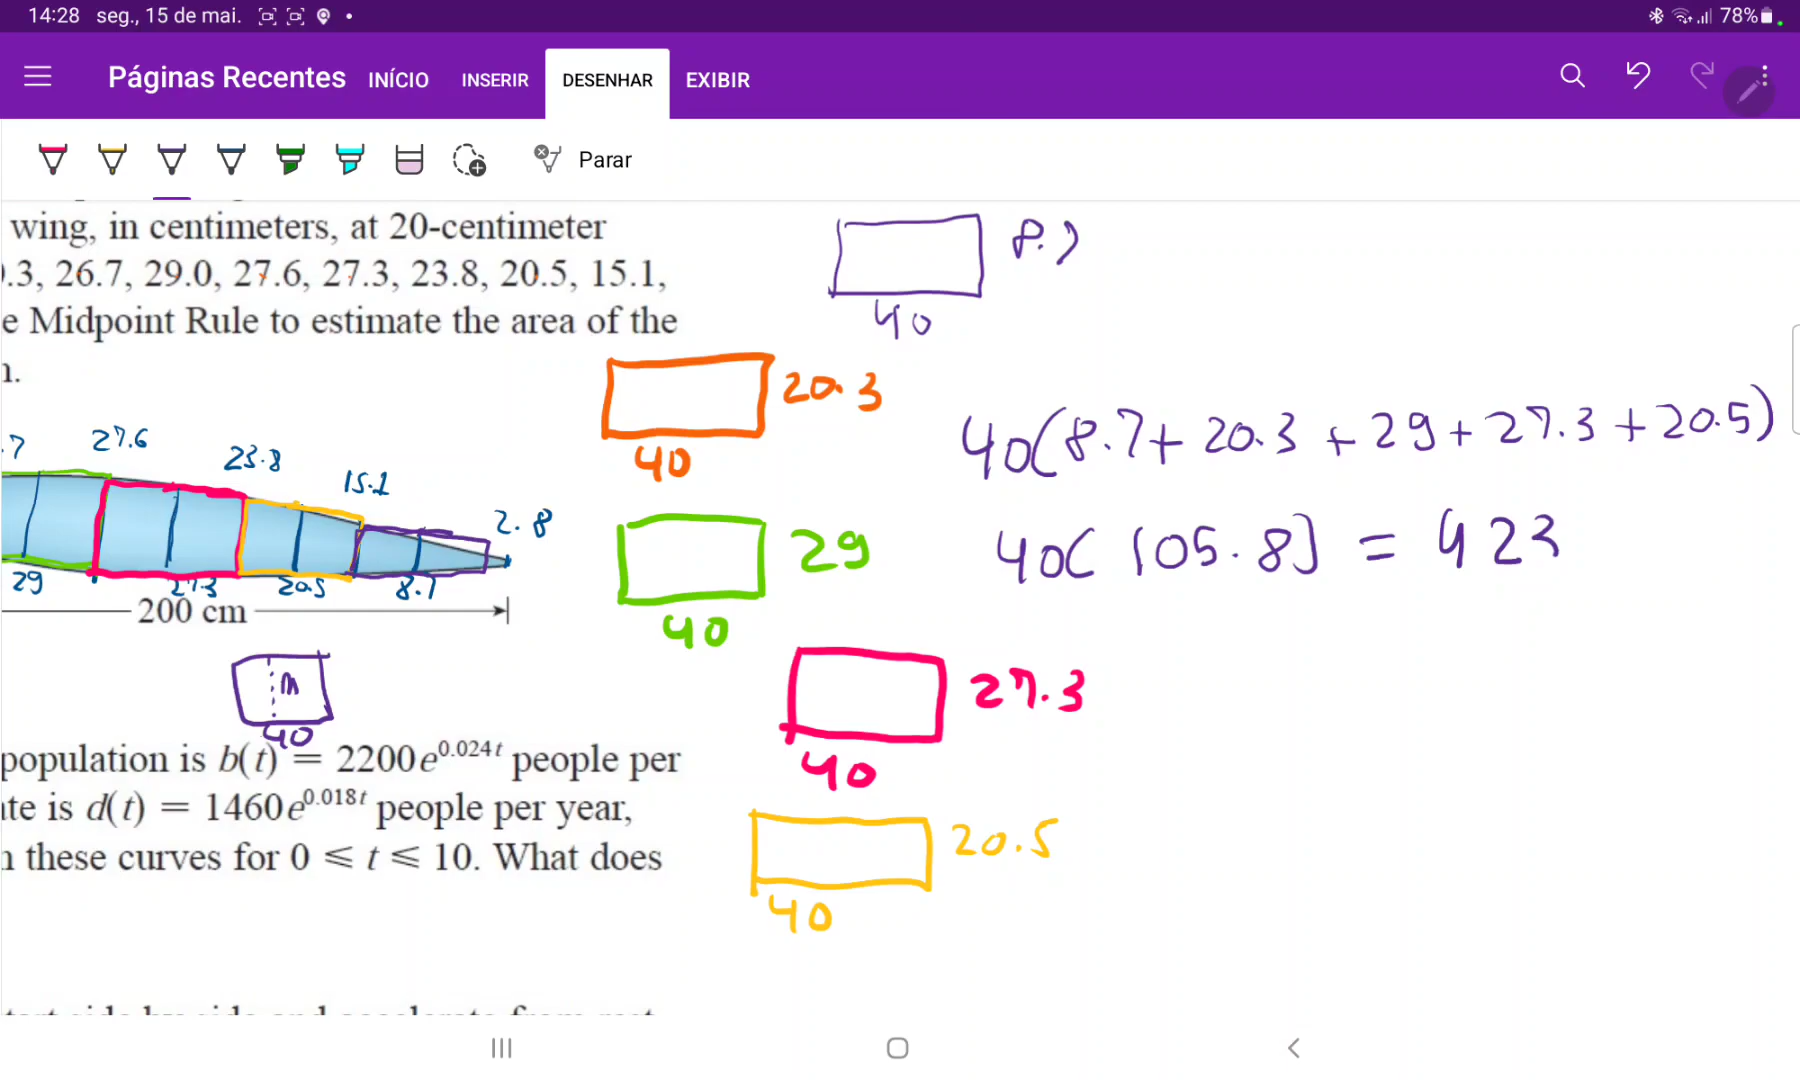 14:28 seg., 15 de mai. 78%
Páginas Recentes INÍCIO INSERIR DESENHAR EXIBIR
Parar
wing, in centimeters, at 20-centimeter
.3, 26.7, 29.0, 27.6, 27.3, 23.8, 20.5, 15.1,
e Midpoint Rule to estimate the area of the
.7 27.6 23.8 15.1 2.8
29 27.3 20.5 8.7
200 cm
m
40
population is b(t) = 2200e^0.024t people per
te is d(t) = 1460e^0.018t people per year,
these curves for 0 ⩽ t ⩽ 10. What does
8.7
40
20.3
40
29
40
27.3
40
20.5
40
40(8.7+ 20.3 + 29 + 27.3 + 20.5)
40( 105.8) = 423